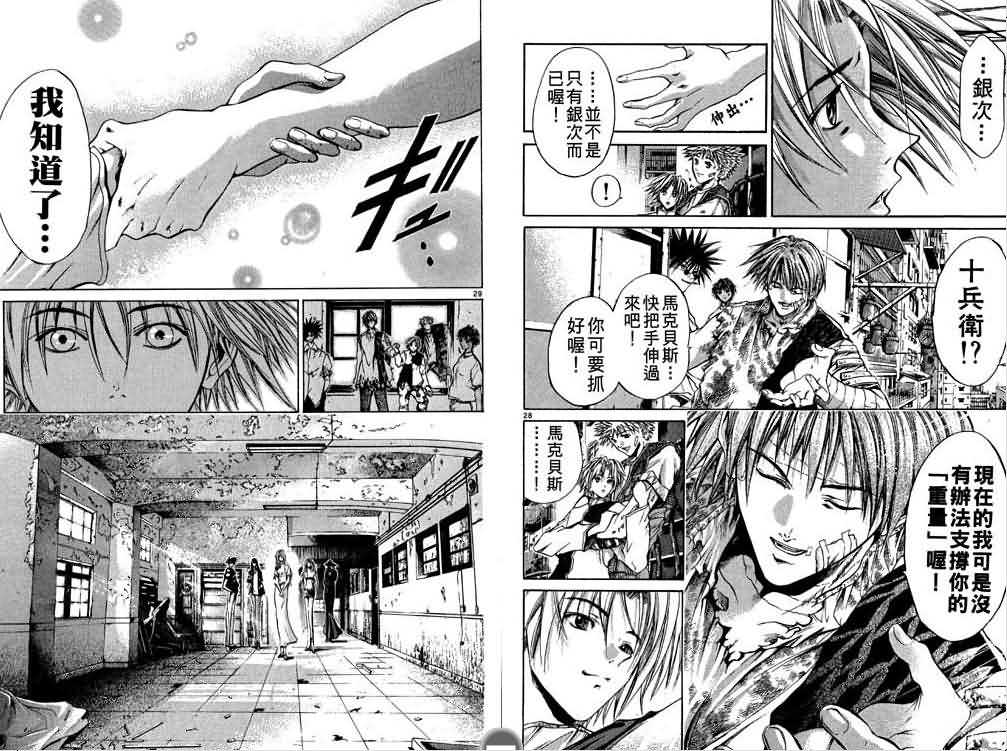 …銀次…
……並不是
只有銀次而
已喔！
伸出…
！
十兵衛!?
馬克貝斯…
快把手伸過
來吧！
你可要抓
好喔！
28
馬克貝斯
………！
現在的我可是沒
有辦法支撐你的
「重量」喔！
ギュ…
我知道了…
29